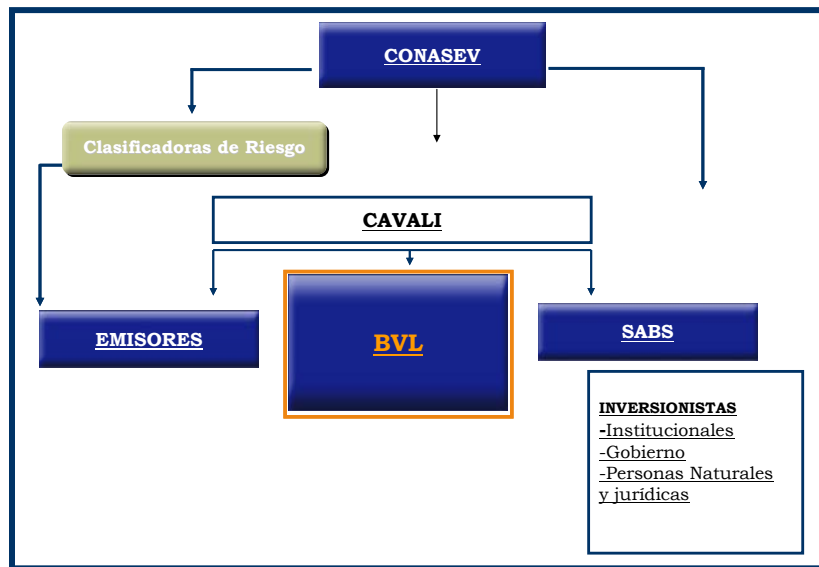 CONASEV
Clasificadoras de Riesgo
CAVALI
EMISORES
BVL
SABS
INVERSIONISTAS
-Institucionales
-Gobierno
-Personas Naturales
y jurídicas